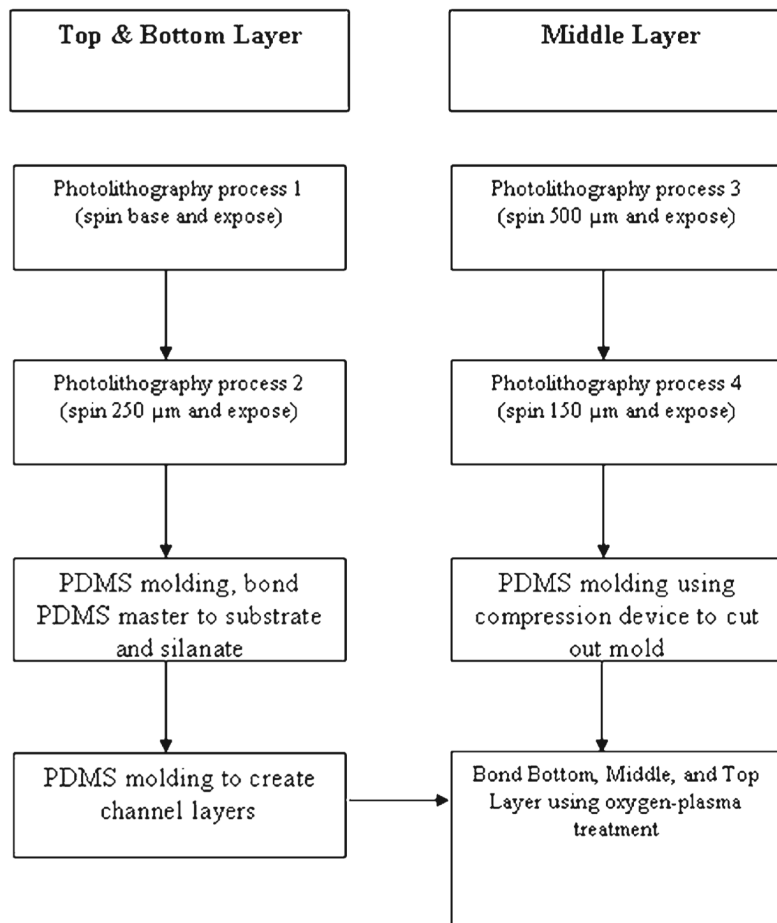 Top & Bottom Layer
Photolithography process 1
(spin base and expose)
Photolithography process 2
(spin 250 µm and expose)
PDMS molding, bond
PDMS master to substrate
and silanate
PDMS molding to create
channel layers
Middle Layer
Photolithography process 3
(spin 500 µm and expose)
Photolithography process 4
(spin 150 µm and expose)
PDMS molding using
compression device to cut
out mold
Bond Bottom, Middle, and Top
Layer using oxygen-plasma
treatment